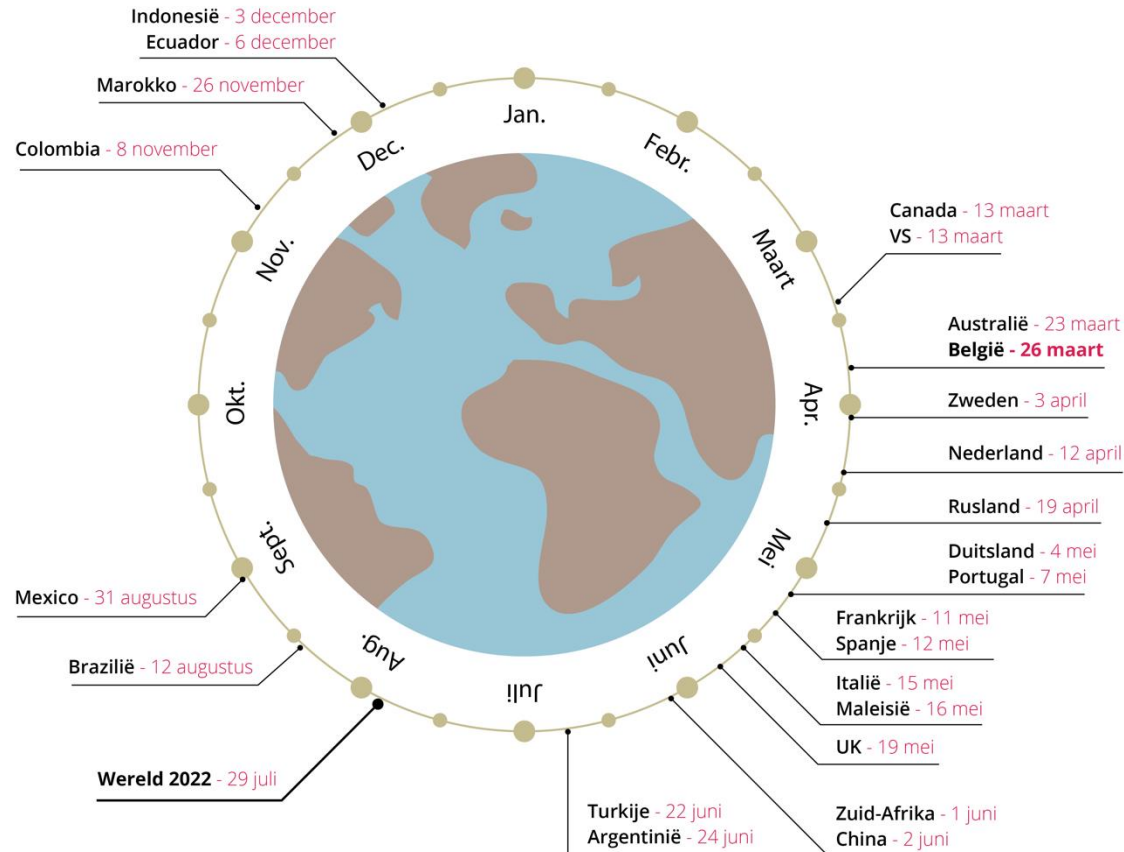 Indonesië - 3 december
Ecuador - 6 december
Marokko - 26 november
Colombia - 8 november
Jan.
Febr.
Maart
Apr.
Mei
Juni
Juli
Aug.
Sept.
Okt.
Nov.
Dec.
Canada - 13 maart
VS - 13 maart
Australië - 23 maart
België - 26 maart
Zweden - 3 april
Nederland - 12 april
Rusland - 19 april
Duitsland - 4 mei
Portugal - 7 mei
Frankrijk - 11 mei
Spanje - 12 mei
Italië - 15 mei
Maleisië - 16 mei
UK - 19 mei
Zuid-Afrika - 1 juni
China - 2 juni
Turkije - 22 juni
Argentinië - 24 juni
Wereld 2022 - 29 juli
Brazilië - 12 augustus
Mexico - 31 augustus